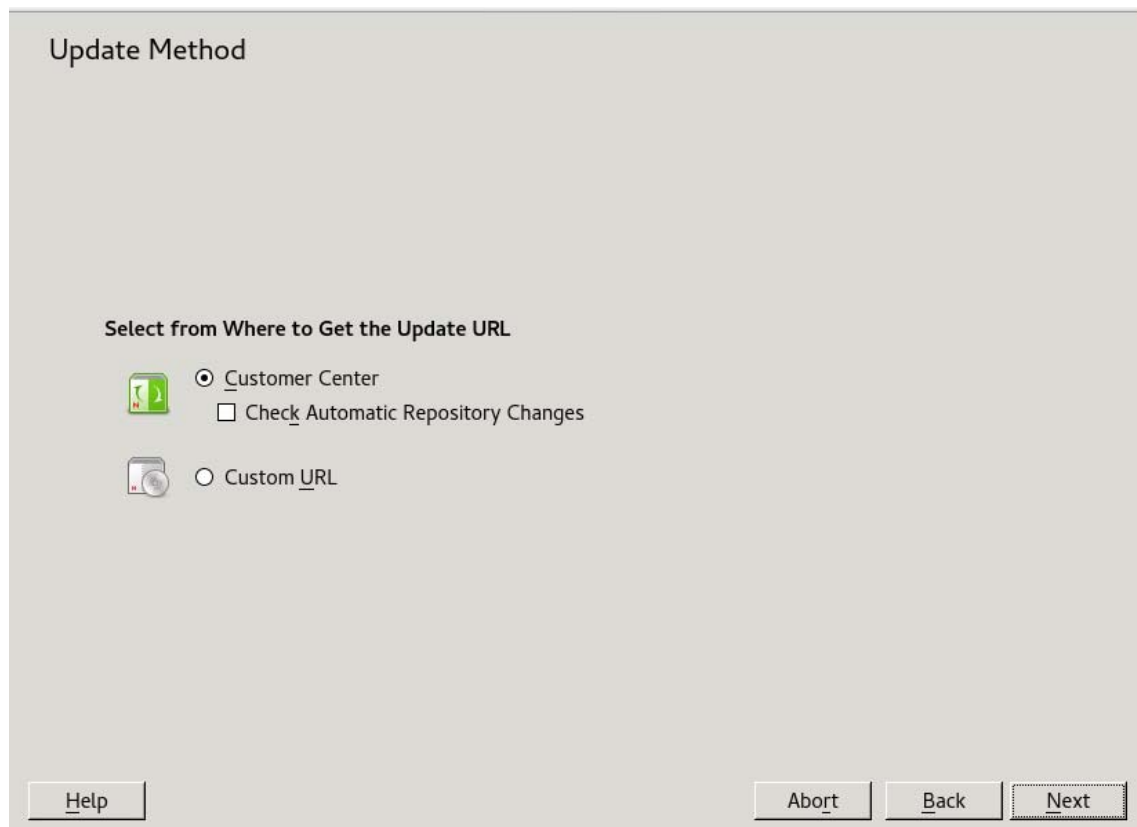 Update Method
Select from Where to Get the Update URL
Customer Center
Check Automatic Repository Changes
Custom URL
Help
Abort
Back
Next